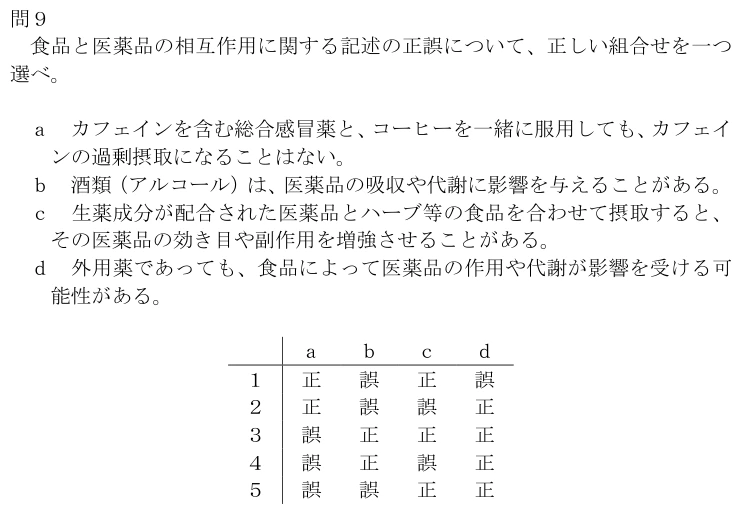 問９
食品と医薬品の相互作用に関する記述の正誤について、正しい組合せを一つ
選べ。
a　カフェインを含む総合感冒薬と、コーヒーを一緒に服用しても、カフェイ
ンの過剰摂取になることはない。
b　酒類（アルコール）は、医薬品の吸収や代謝に影響を与えることがある。
c　生薬成分が配合された医薬品とハーブ等の食品を合わせて摂取すると、
その医薬品の効き目や副作用を増強させることがある。
d　外用薬であっても、食品によって医薬品の作用や代謝が影響を受ける可
能性がある。
a b c d
1 正 誤 正 誤
2 正 誤 誤 正
3 誤 正 正 正
4 誤 正 誤 正
5 誤 誤 正 正